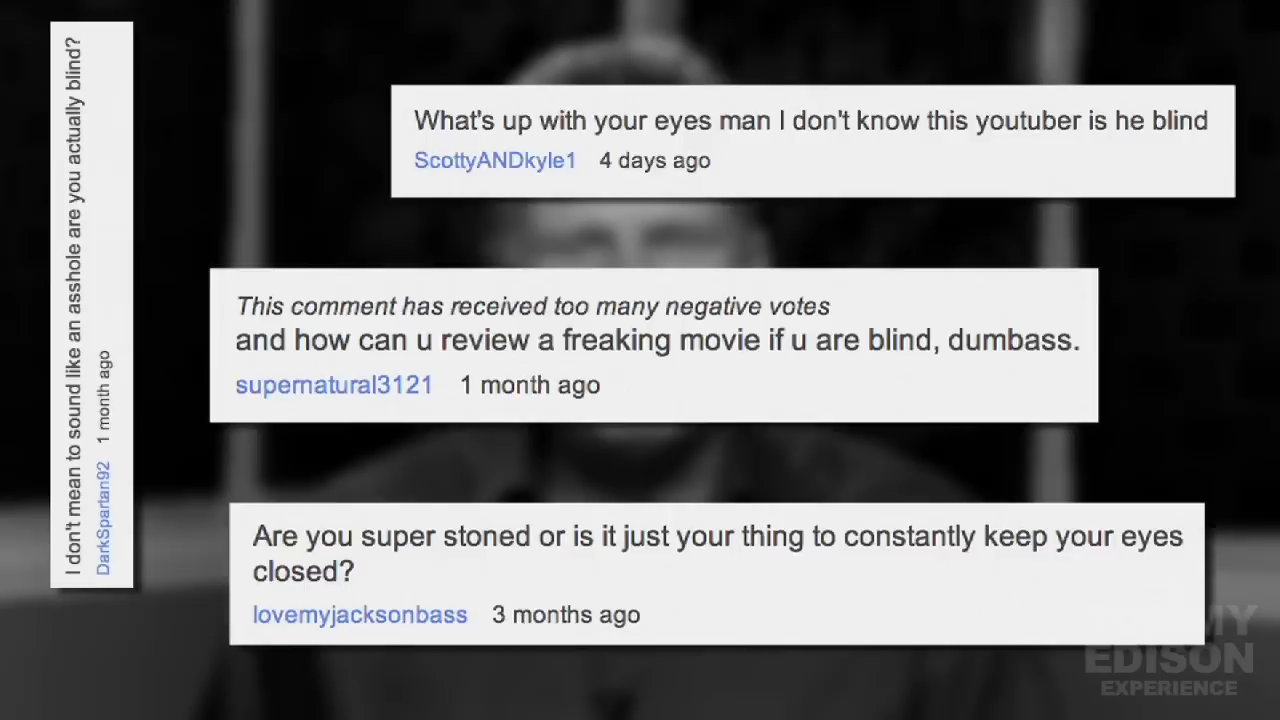 I don't mean to sound like an asshole are you actually blind?
DarkSpartan92 1 month ago
What's up with your eyes man I don't know this youtuber is he blind
ScottyANDkyle1 4 days ago
This comment has received too many negative votes
and how can u review a freaking movie if u are blind, dumbass.
supernatural3121 1 month ago
Are you super stoned or is it just your thing to constantly keep your eyes
closed?
lovemyjacksonbass 3 months ago
EDISON
EXPERIENCE